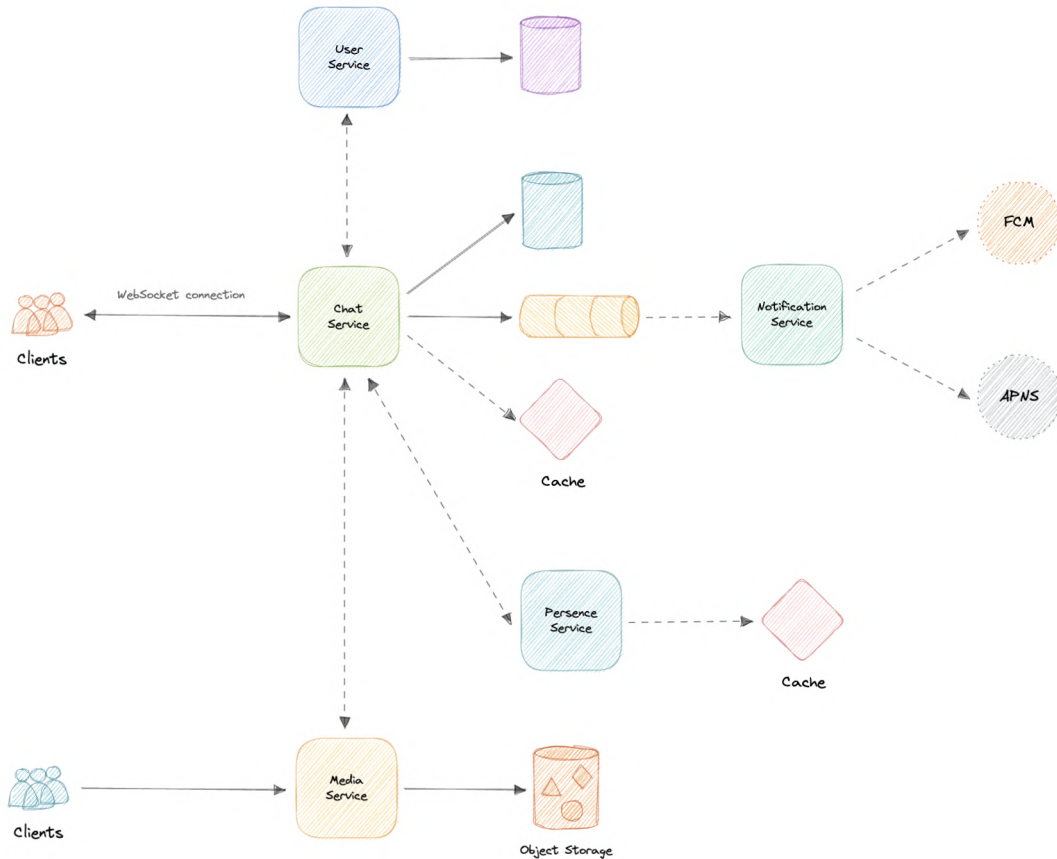 User
Service
WebSocket connection
Chat
Service
Clients
Notification
Service
FCM
APNS
Cache
Persence
Service
Cache
Media
Service
Clients
Object Storage